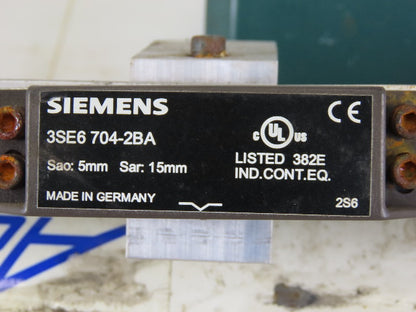 SIEMENS
CE
3SE6 704-2BA
C UL US
Sao: 5mm Sar: 15mm
LISTED 382E
IND.CONT.EQ.
MADE IN GERMANY
2S6